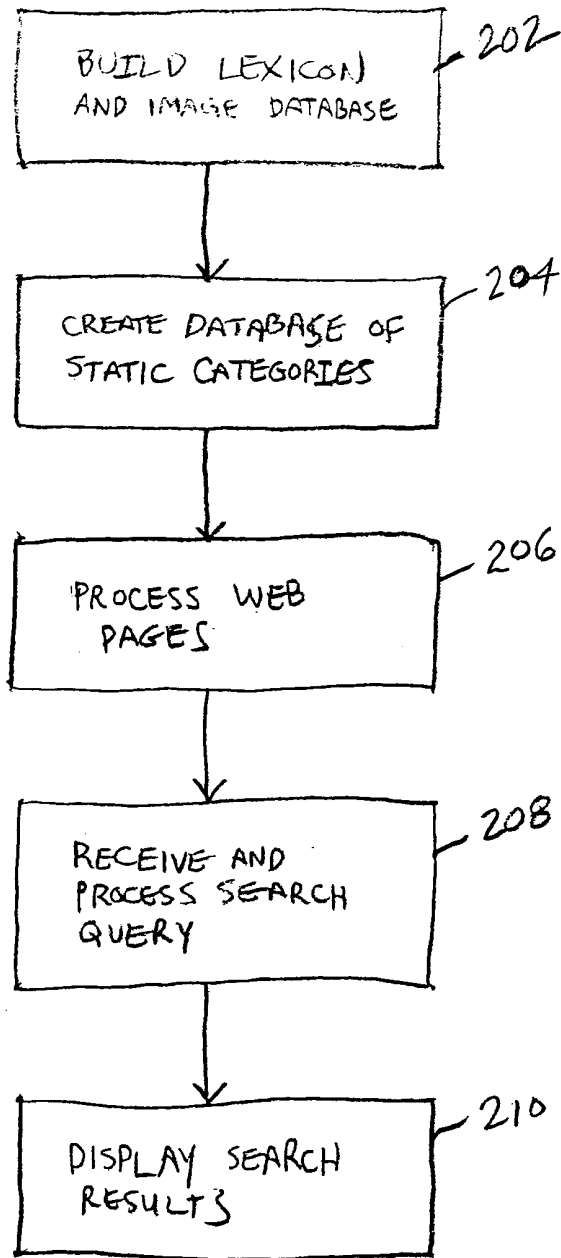 202
BUILD LEXICON
AND IMAGE DATABASE
204
CREATE DATABASE OF
STATIC CATEGORIES
206
PROCESS WEB
PAGES
208
RECEIVE AND
PROCESS SEARCH
QUERY
210
DISPLAY SEARCH
RESULTS